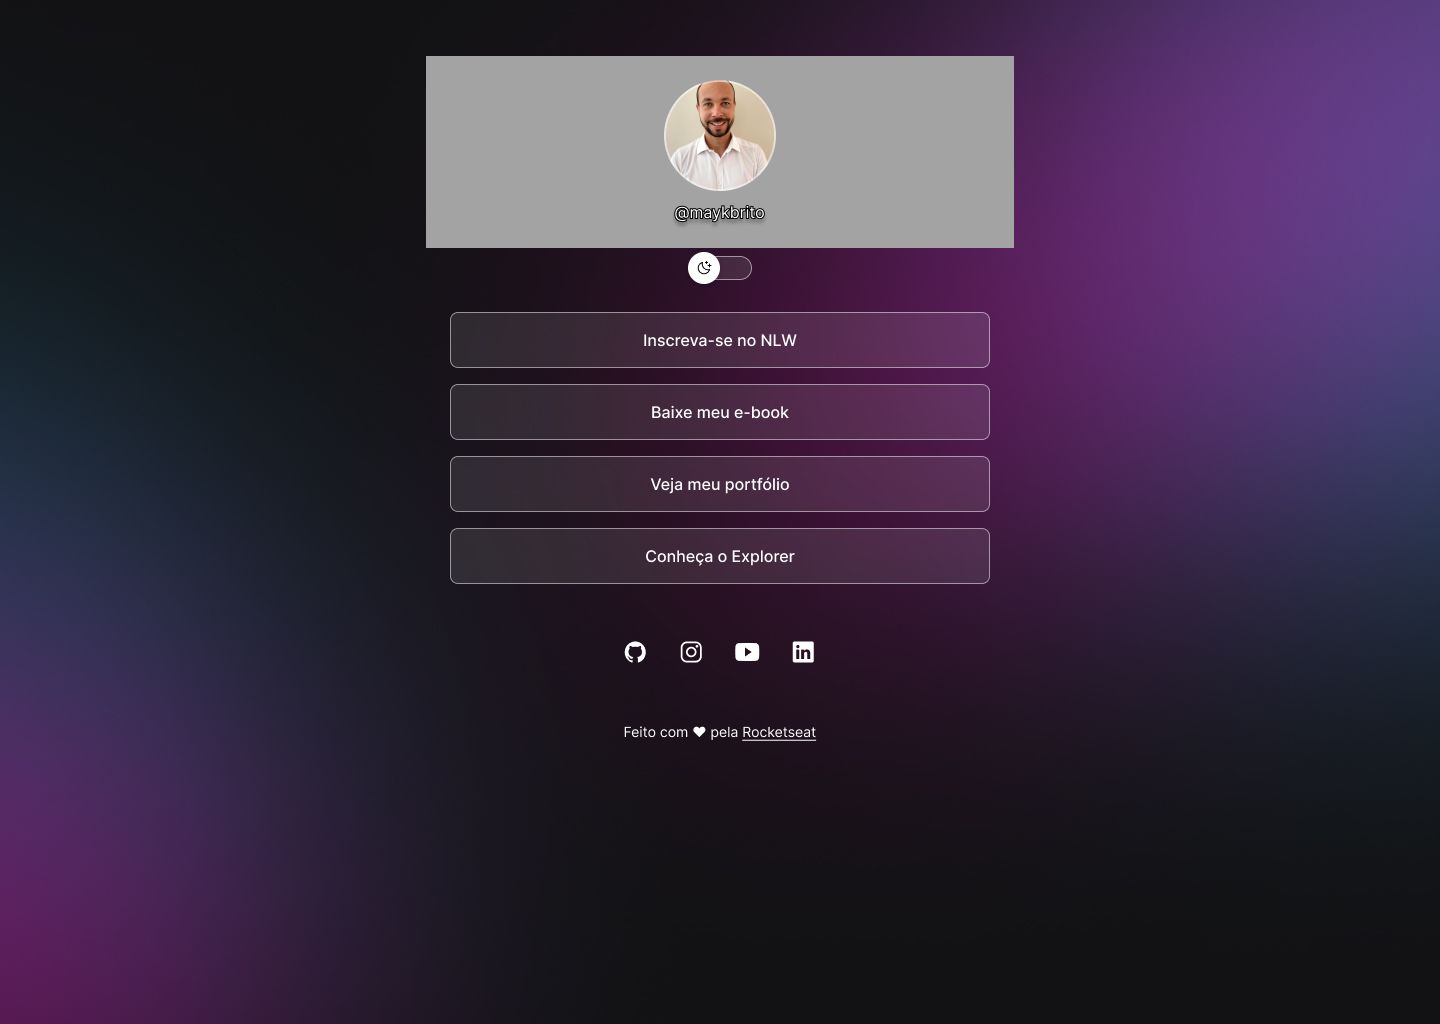 @maykbrito
Inscreva-se no NLW
Baixe meu e-book
Veja meu portfólio
Conheça o Explorer
Feito com ♥ pela Rocketseat